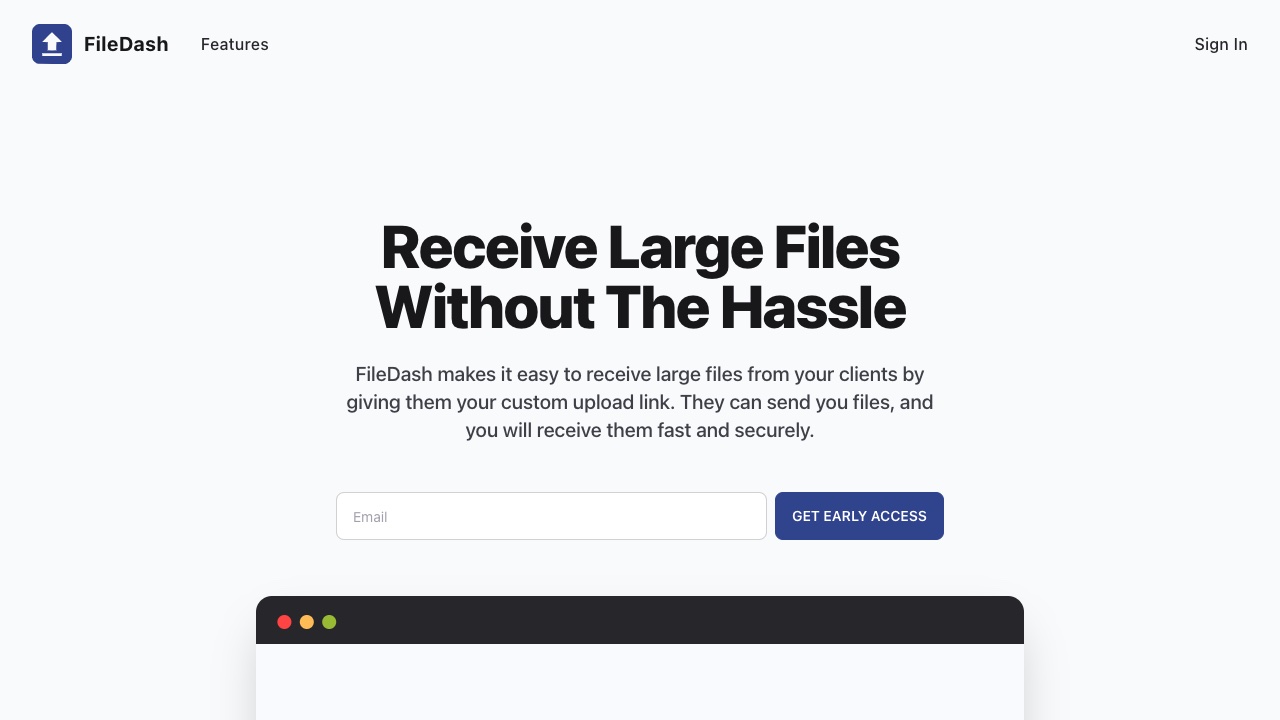 FileDash
Features
Sign In
Receive Large Files
Without The Hassle
FileDash makes it easy to receive large files from your clients by
giving them your custom upload link. They can send you files, and
you will receive them fast and securely.
Email
GET EARLY ACCESS